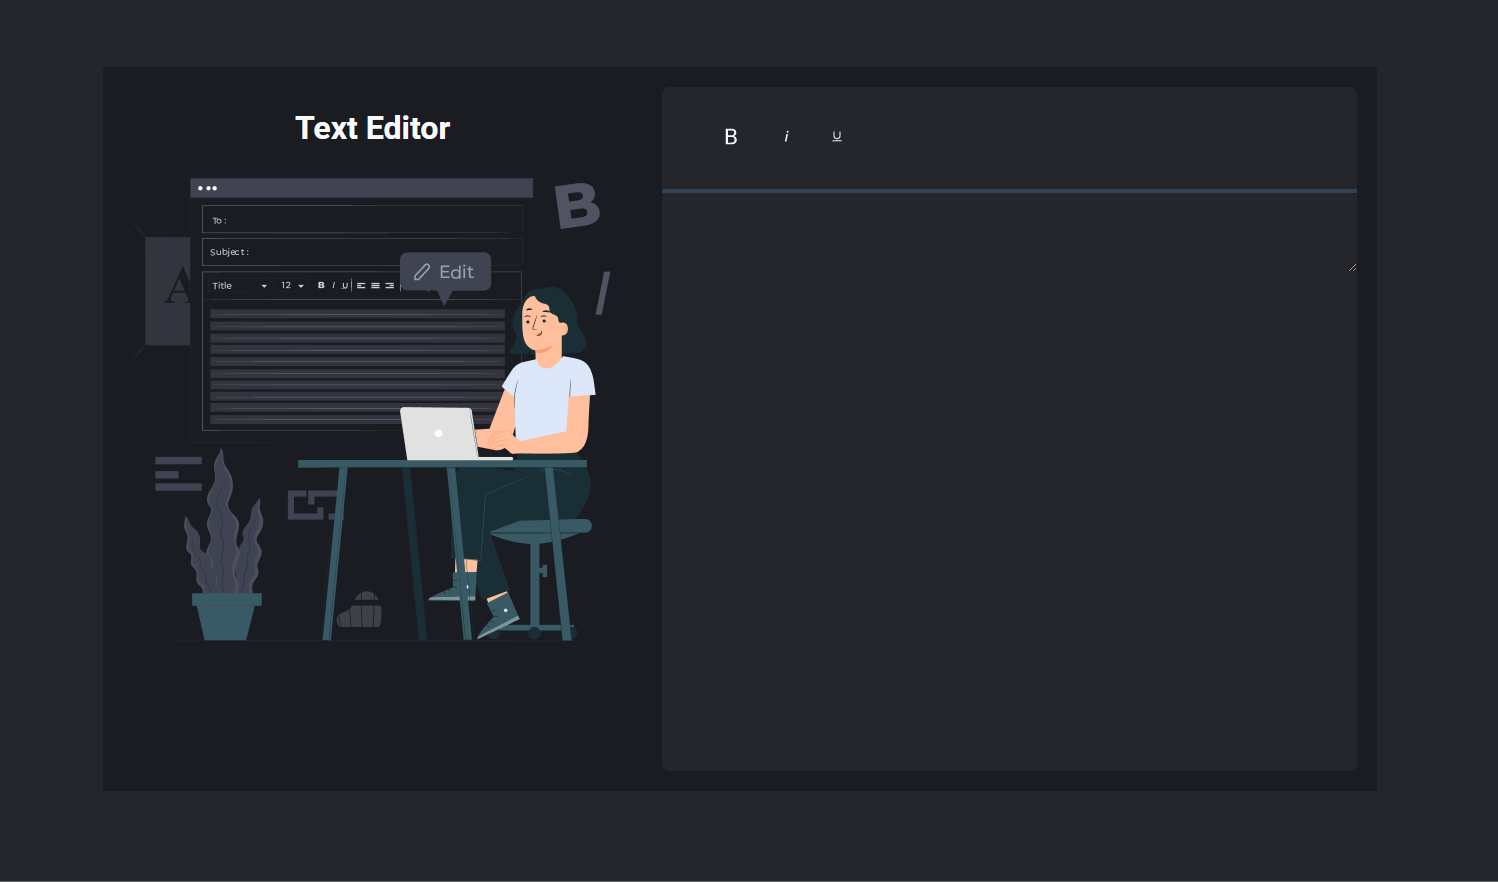 Text Editor
To :
Subject :
Edit
Title 12 B I U
B
A
I
B i U